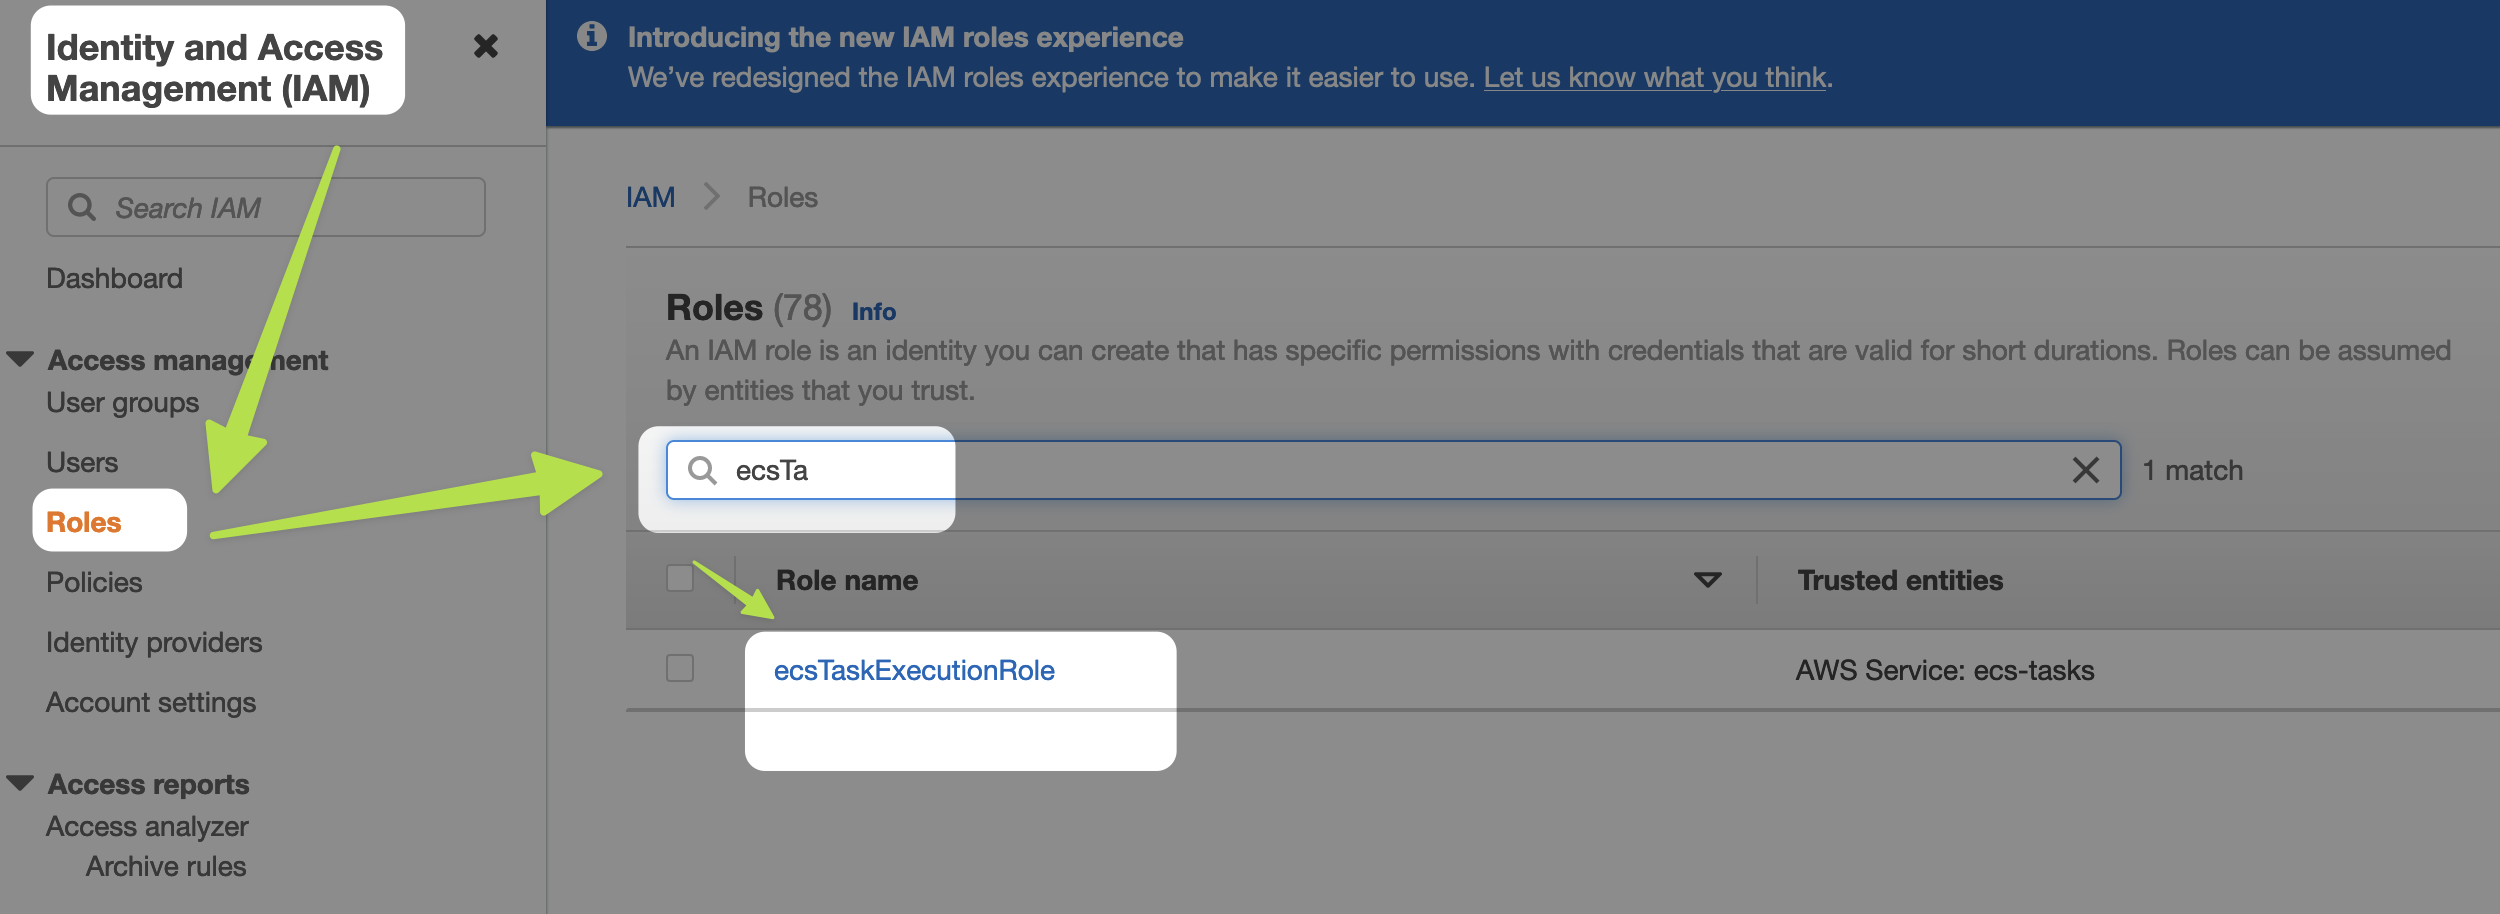 Identity and Access
Management (IAM)
Search IAM
Dashboard
Access management
User groups
Users
Roles
Policies
Identity providers
Account settings
Access reports
Access analyzer
Archive rules
Introducing the new IAM roles experience
We've redesigned the IAM roles experience to make it easier to use. Let us know what you think.
IAM > Roles
Roles (78) Info
An IAM role is an identity you can create that has specific permissions with credentials that are valid for short durations. Roles can be assumed
by entities that you trust.
ecsTa
1 match
Role name
Trusted entities
ecsTaskExecutionRole
AWS Service: ecs-tasks